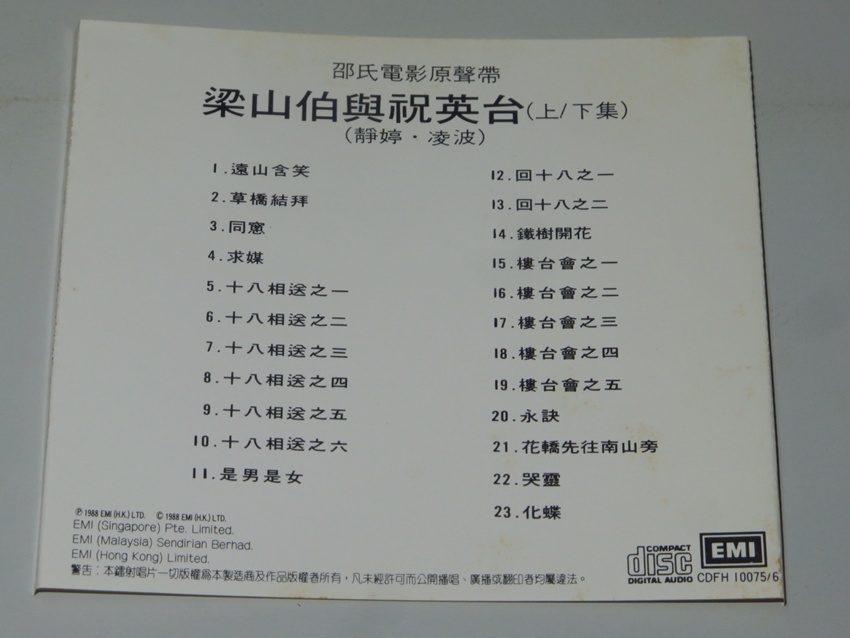 邵氏電影原聲帶
梁山伯與祝英台(上/下集)
(靜婷·凌波)
1.遠山含笑
2.草橋結拜
3.同窻
4.求媒
5.十八相送之一
6.十八相送之二
7.十八相送之三
8.十八相送之四
9.十八相送之五
10.十八相送之六
11.是男是女
12.回十八之一
13.回十八之二
14.鐵樹開花
15.樓台會之一
16.樓台會之二
17.樓台會之三
18.樓台會之四
19.樓台會之五
20.永訣
21.花轎先往南山旁
22.哭靈
23.化蝶
℗ 1988 EMI (H.K.) LTD. © 1988 EMI (H.K.) LTD.
EMI (Singapore) Pte. Limited.
EMI (Malaysia) Sendirian Berhad.
EMI (Hong Kong) Limited.
警告：本鐳射唱片一切版權為本製造商及作品版權者所有，凡未經許可而公開播唱、廣播或翻印者均屬違法。
COMPACT
disc
DIGITAL AUDIO
EMI
CDFH 10075/6